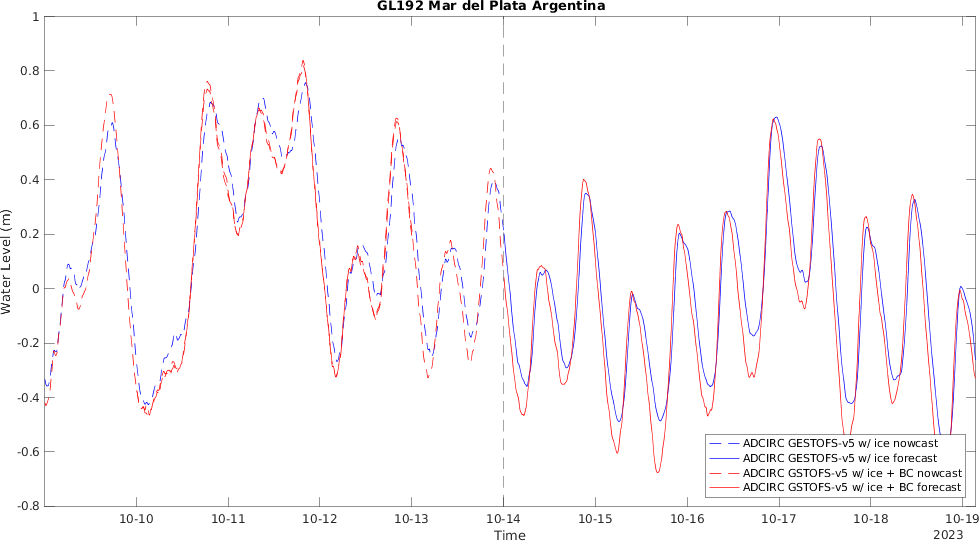 GL192 Mar del Plata Argentina
Water Level (m)
1
0.8
0.6
0.4
0.2
0
-0.2
-0.4
-0.6
-0.8
ADCIRC GESTOFS-v5 w/ ice nowcast
ADCIRC GESTOFS-v5 w/ ice forecast
ADCIRC GSTOFS-v5 w/ ice + BC nowcast
ADCIRC GSTOFS-v5 w/ ice + BC forecast
10-10 10-11 10-12 10-13 10-14 10-15 10-16 10-17 10-18 10-19
Time
2023